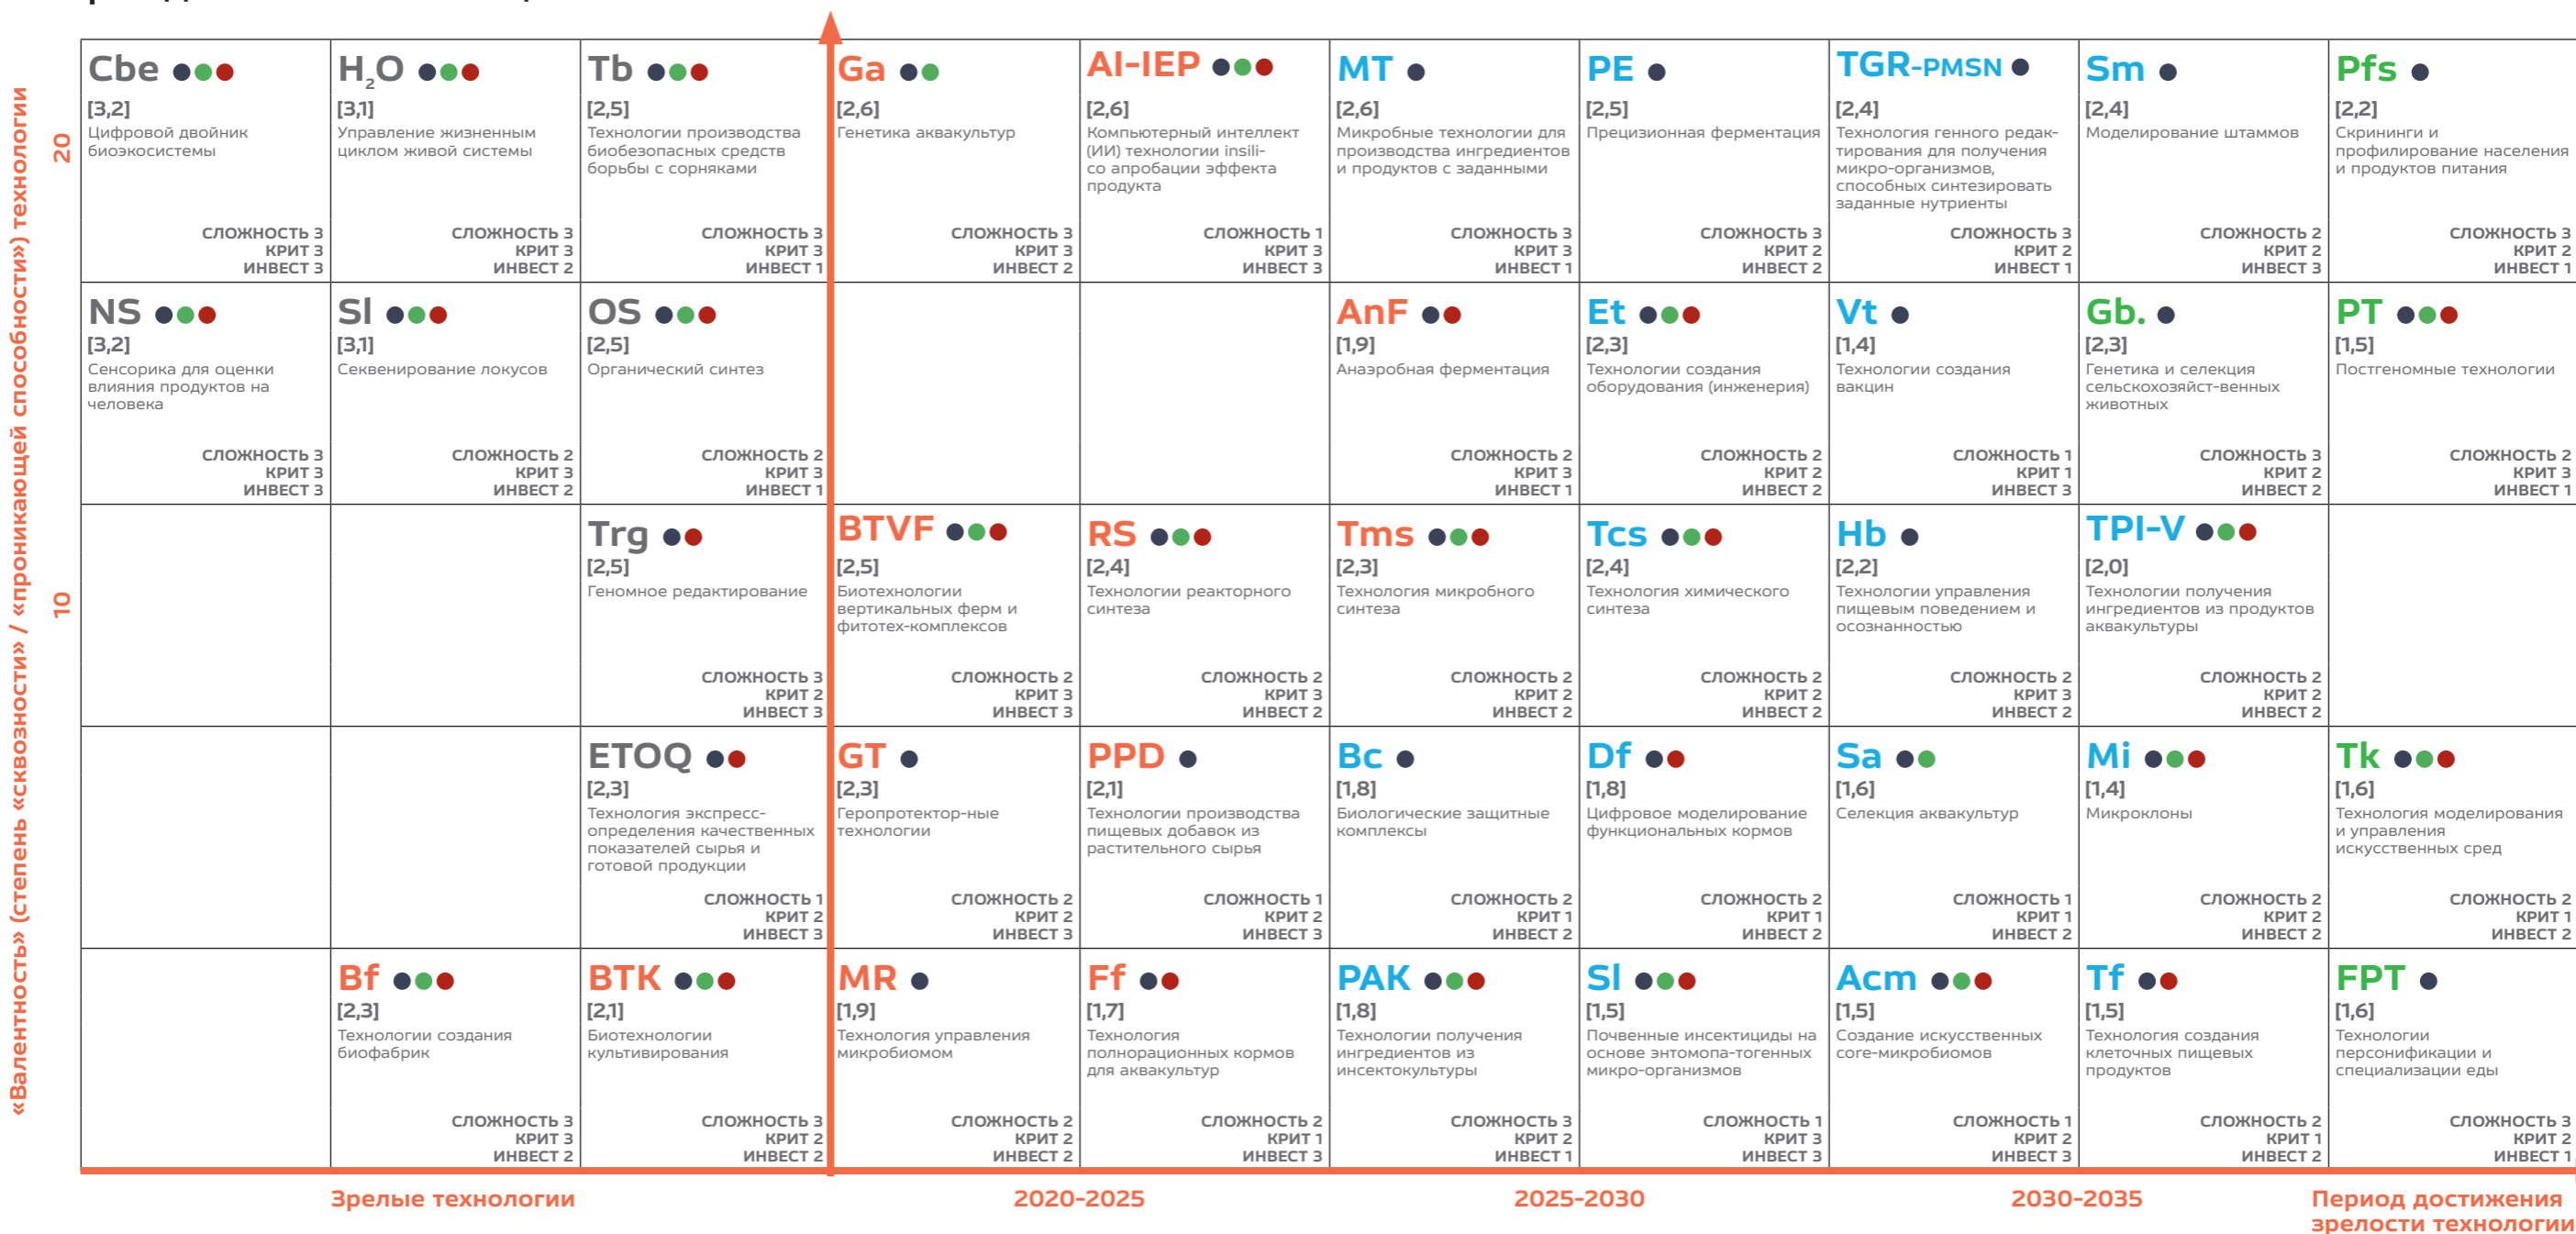 «Валентность» (степень «сквозности» / «проникающей способности») технологии
20
10
Cbe
[3,2]
Цифровой двойник
биоэкосистемы
СЛОЖНОСТЬ 3
КРИТ 3
ИНВЕСТ 3
H2O
[3,1]
Управление жизненным
циклом живой системы
СЛОЖНОСТЬ 3
КРИТ 3
ИНВЕСТ 2
Tb
[2,5]
Технологии производства
биобезопасных средств
борьбы с сорняками
СЛОЖНОСТЬ 3
КРИТ 3
ИНВЕСТ 1
Ga
[2,6]
Генетика аквакультур
СЛОЖНОСТЬ 3
КРИТ 3
ИНВЕСТ 2
AI-IEP
[2,6]
Компьютерный интеллект
(ИИ) технологии insili-
со апробации эффекта
продукта
СЛОЖНОСТЬ 1
КРИТ 3
ИНВЕСТ 3
MT
[2,6]
Микробные технологии для
производства ингредиентов
и продуктов с заданными
СЛОЖНОСТЬ 3
КРИТ 3
ИНВЕСТ 1
PE
[2,5]
Прецизионная ферментация
СЛОЖНОСТЬ 3
КРИТ 2
ИНВЕСТ 2
TGR-PMSN
[2,4]
Технология генного редак-
тирования для получения
микро-организмов,
способных синтезировать
заданные нутриенты
СЛОЖНОСТЬ 3
КРИТ 2
ИНВЕСТ 1
Sm
[2,4]
Моделирование штаммов
СЛОЖНОСТЬ 2
КРИТ 2
ИНВЕСТ 3
Pfs
[2,2]
Скрининги и
профилирование населения
и продуктов питания
СЛОЖНОСТЬ 3
КРИТ 2
ИНВЕСТ 1
NS
[3,2]
Сенсорика для оценки
влияния продуктов на
человека
СЛОЖНОСТЬ 3
КРИТ 3
ИНВЕСТ 3
Sl
[3,1]
Секвенирование локусов
СЛОЖНОСТЬ 2
КРИТ 3
ИНВЕСТ 2
OS
[2,5]
Органический синтез
СЛОЖНОСТЬ 2
КРИТ 3
ИНВЕСТ 1
AnF
[1,9]
Анаэробная ферментация
СЛОЖНОСТЬ 2
КРИТ 3
ИНВЕСТ 1
Et
[2,3]
Технологии создания
оборудования (инженерия)
СЛОЖНОСТЬ 2
КРИТ 2
ИНВЕСТ 2
Vt
[1,4]
Технологии создания
вакцин
СЛОЖНОСТЬ 1
КРИТ 1
ИНВЕСТ 3
Gb.
[2,3]
Генетика и селекция
сельскохозяйст-венных
животных
СЛОЖНОСТЬ 3
КРИТ 2
ИНВЕСТ 2
PT
[1,5]
Постгеномные технологии
СЛОЖНОСТЬ 2
КРИТ 3
ИНВЕСТ 1
Trg
[2,5]
Геномное редактирование
СЛОЖНОСТЬ 3
КРИТ 2
ИНВЕСТ 3
BTVF
[2,5]
Биотехнологии
вертикальных ферм и
фитотех-комплексов
СЛОЖНОСТЬ 2
КРИТ 3
ИНВЕСТ 3
RS
[2,4]
Технологии реакторного
синтеза
СЛОЖНОСТЬ 2
КРИТ 3
ИНВЕСТ 2
Tms
[2,3]
Технология микробного
синтеза
СЛОЖНОСТЬ 2
КРИТ 2
ИНВЕСТ 2
Tcs
[2,4]
Технология химического
синтеза
СЛОЖНОСТЬ 2
КРИТ 2
ИНВЕСТ 2
Hb
[2,2]
Технологии управления
пищевым поведением и
осознанностью
СЛОЖНОСТЬ 2
КРИТ 3
ИНВЕСТ 2
TPI-V
[2,0]
Технологии получения
ингредиентов из продуктов
аквакультуры
СЛОЖНОСТЬ 2
КРИТ 2
ИНВЕСТ 2
ETOQ
[2,3]
Технология экспресс-
определения качественных
показателей сырья и
готовой продукции
СЛОЖНОСТЬ 1
КРИТ 2
ИНВЕСТ 3
GT
[2,3]
Геропротектор-ные
технологии
СЛОЖНОСТЬ 2
КРИТ 2
ИНВЕСТ 3
PPD
[2,1]
Технологии производства
пищевых добавок из
растительного сырья
СЛОЖНОСТЬ 1
КРИТ 2
ИНВЕСТ 3
Bc
[1,8]
Биологические защитные
комплексы
СЛОЖНОСТЬ 2
КРИТ 1
ИНВЕСТ 2
Df
[1,8]
Цифровое моделирование
функциональных кормов
СЛОЖНОСТЬ 2
КРИТ 1
ИНВЕСТ 2
Sa
[1,6]
Селекция аквакультур
СЛОЖНОСТЬ 1
КРИТ 1
ИНВЕСТ 2
Mi
[1,4]
Микроклоны
СЛОЖНОСТЬ 2
КРИТ 2
ИНВЕСТ 2
Tk
[1,6]
Технология моделирования
и управления
искусственных сред
СЛОЖНОСТЬ 2
КРИТ 1
ИНВЕСТ 2
Bf
[2,3]
Технологии создания
биофабрик
СЛОЖНОСТЬ 3
КРИТ 3
ИНВЕСТ 2
BTK
[2,1]
Биотехнологии
культивирования
СЛОЖНОСТЬ 3
КРИТ 2
ИНВЕСТ 2
MR
[1,9]
Технология управления
микробиомом
СЛОЖНОСТЬ 2
КРИТ 2
ИНВЕСТ 2
Ff
[1,7]
Технология
полнорационных кормов
для аквакультур
СЛОЖНОСТЬ 2
КРИТ 1
ИНВЕСТ 3
PAK
[1,8]
Технологии получения
ингредиентов из
инсектокультуры
СЛОЖНОСТЬ 3
КРИТ 2
ИНВЕСТ 1
Sl
[1,5]
Почвенные инсектициды на
основе энтомопа-тогенных
микро-организмов
СЛОЖНОСТЬ 1
КРИТ 3
ИНВЕСТ 3
Acm
[1,5]
Создание искусственных
core-микробиомов
СЛОЖНОСТЬ 1
КРИТ 2
ИНВЕСТ 3
Tf
[1,5]
Технология создания
клеточных пищевых
продуктов
СЛОЖНОСТЬ 2
КРИТ 1
ИНВЕСТ 2
FPT
[1,6]
Технологии
персонификации и
специализации еды
СЛОЖНОСТЬ 3
КРИТ 2
ИНВЕСТ 1
Зрелые технологии
2020-2025
2025-2030
2030-2035
Период достижения
зрелости технологии